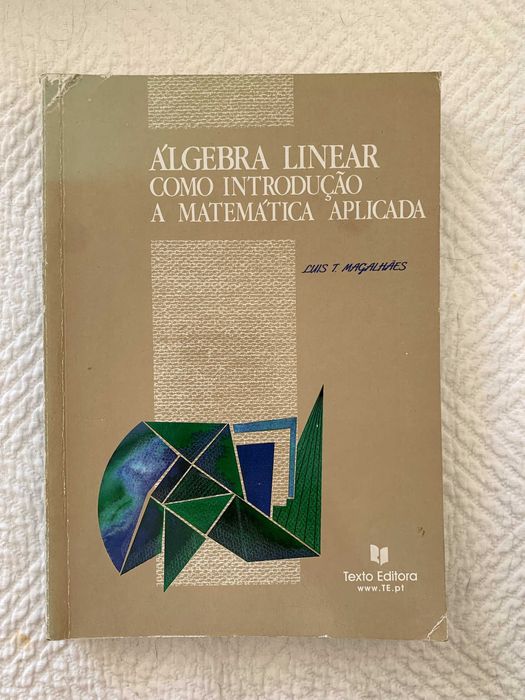 ÁLGEBRA LINEAR
COMO INTRODUÇÃO
A MATEMÁTICA APLICADA
LUIS T. MAGALHÃES
Texto Editora
www.TE.pt